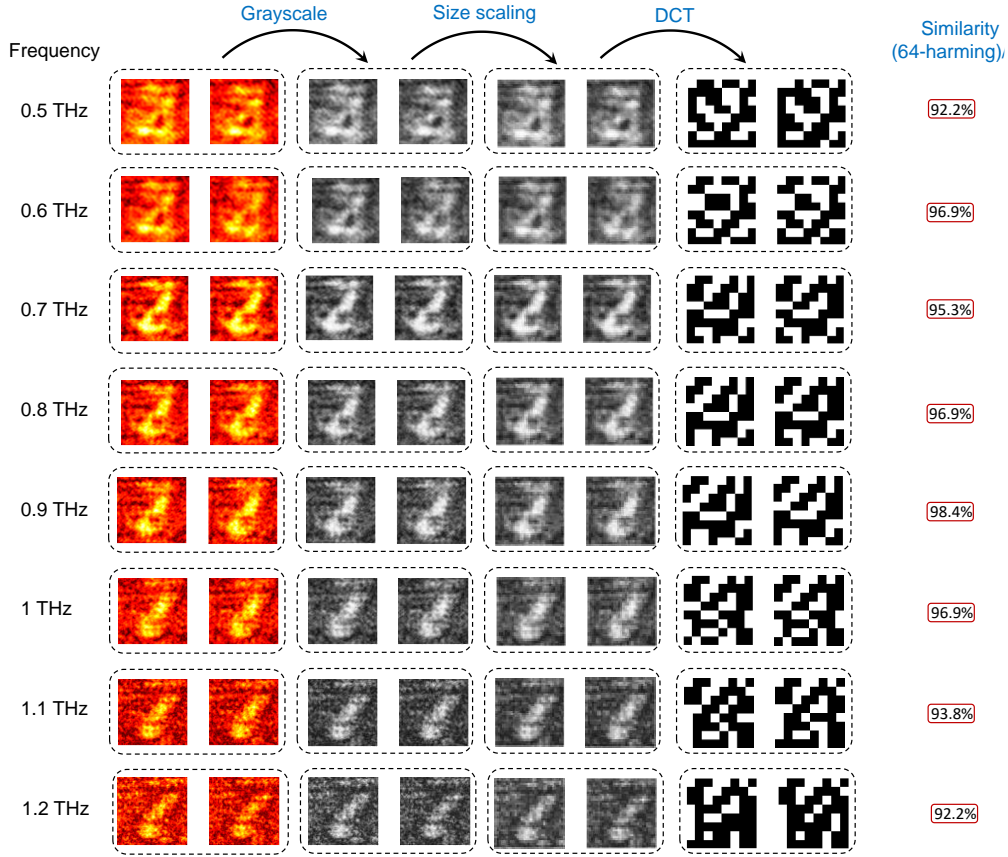 Grayscale
Size scaling
DCT
Similarity
(64-harming)/
Frequency
0.5 THz
92.2%
0.6 THz
96.9%
0.7 THz
95.3%
0.8 THz
96.9%
0.9 THz
98.4%
1 THz
96.9%
1.1 THz
93.8%
1.2 THz
92.2%